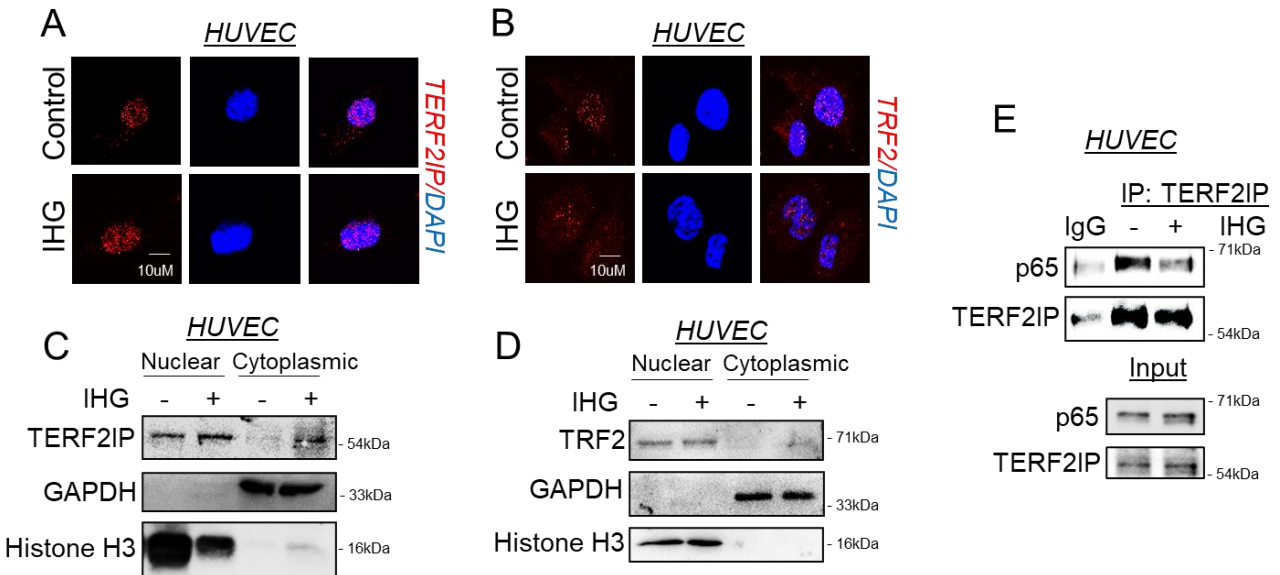 A
HUVEC
Control
IHG
10uM
TERF2IP/DAPI
B
HUVEC
Control
IHG
10uM
TRF2/DAPI
C
HUVEC
Nuclear Cytoplasmic
IHG - + - +
TERF2IP - 54kDa
GAPDH - 33kDa
Histone H3 - 16kDa
D
HUVEC
Nuclear Cytoplasmic
IHG - + - +
TRF2 - 71kDa
GAPDH - 33kDa
Histone H3 - 16kDa
E
HUVEC
IP: TERF2IP
IgG - + IHG
- 71kDa
p65
TERF2IP
- 54kDa
Input
- 71kDa
p65
TERF2IP
- 54kDa